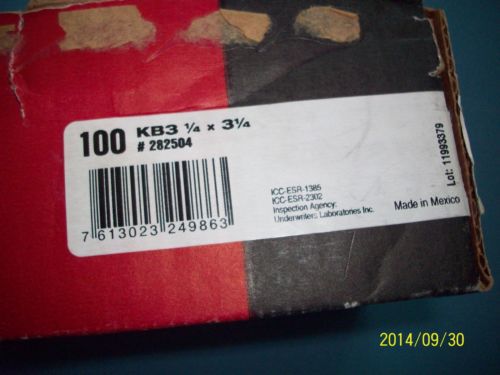 100 KB3 ¼ x 3¼
# 282504
7 613023 249863
ICC-ESR-1385
ICC-ESR-2302
Inspection Agency:
Underwriters Laboratories Inc.
Made in Mexico
Lot: 11993379
2014/09/30